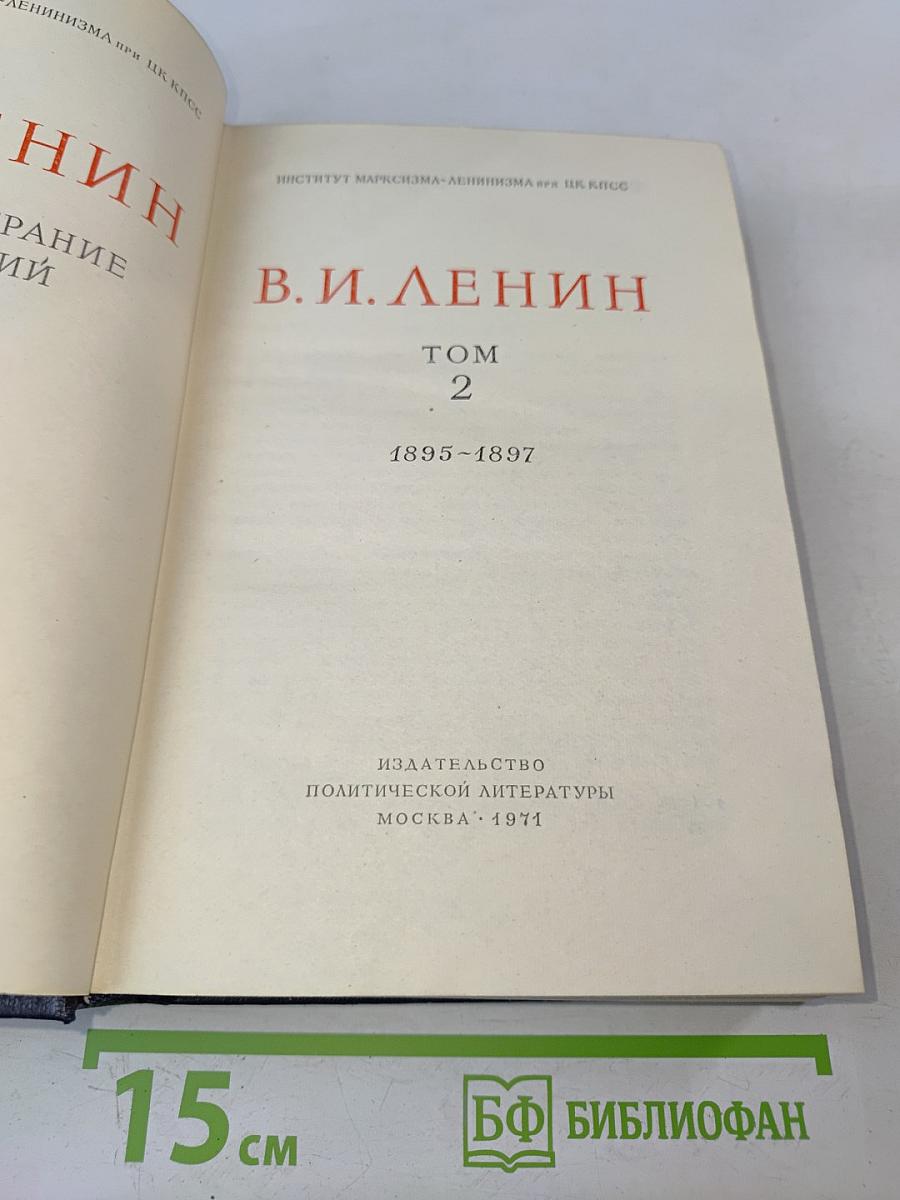 ЛЕНИНИЗМА при ЦК КПСС
ЕНИН
РАНИЕ
ИЙ
ИНСТИТУТ МАРКСИЗМА-ЛЕНИНИЗМА при ЦК КПСС
В. И. ЛЕНИН
ТОМ
2
1895~1897
ИЗДАТЕЛЬСТВО
ПОЛИТИЧЕСКОЙ ЛИТЕРАТУРЫ
МОСКВА · 1971
15 см
БФ БИБЛИОФАН